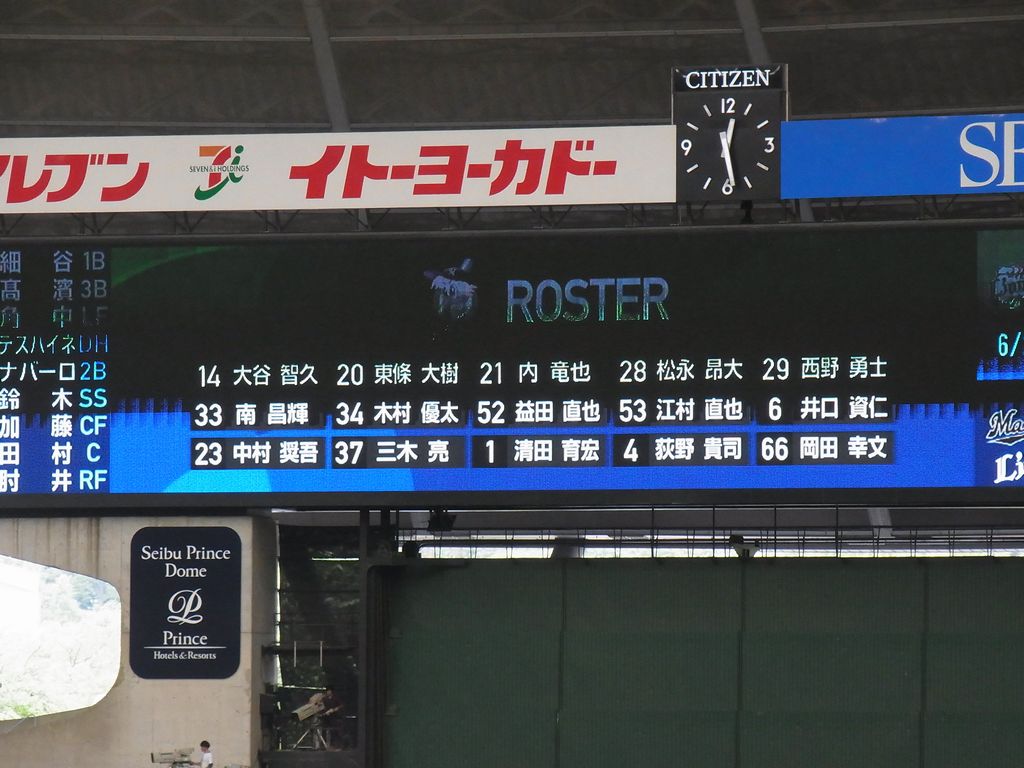 CITIZEN
12
3
6
9
イレブン
SEVEN&i HOLDINGS
イトーヨーカドー
SE
細 谷 1B
高 濱 3B
角 中 LF
デスパイネ DH
ナバーロ 2B
鈴 木 SS
加 藤 CF
田 村 C
肘 井 RF
ROSTER
14 大谷 智久 20 東條 大樹 21 内 竜也 28 松永 昂大 29 西野 勇士
33 南 昌輝 34 木村 優太 52 益田 直也 53 江村 直也 6 井口 資仁
23 中村 奨吾 37 三木 亮 1 清田 育宏 4 荻野 貴司 66 岡田 幸文
6/
Ma
Li
Seibu Prince
Dome
P
Prince
Hotels & Resorts